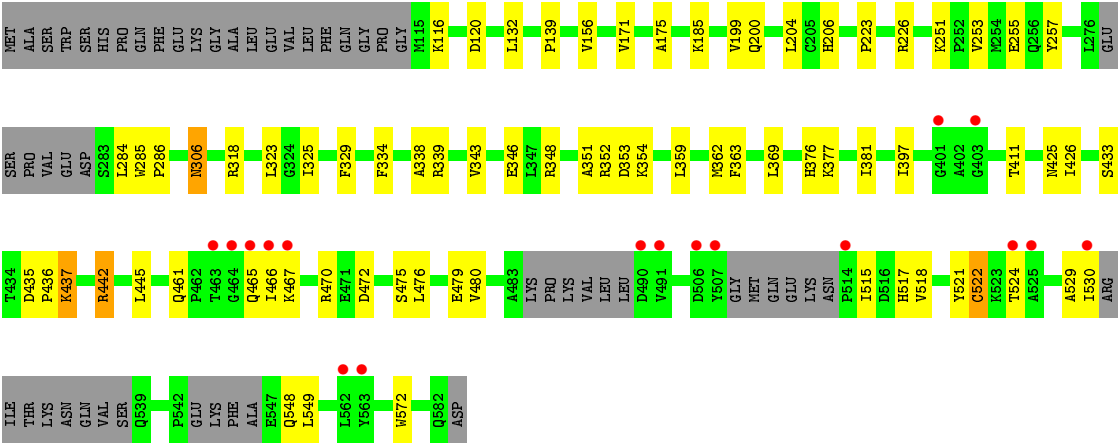 MET ALA SER TRP SER HIS PRO GLN PHE GLU LYS GLY ALA LEU GLU VAL LEU PHE GLN GLY PRO GLY M115 K116 D120 L132 P139 V156 V171 A175 K185 V199 Q200 L204 C205 H206 P223 R226 K251 P252 V253 M254 E255 Q256 Y257 L276 GLU
SER PRO VAL GLU ASP S283 L284 W285 P286 N306 R318 L323 G324 I325 F329 F334 A338 R339 V343 E346 L347 R348 A351 R352 D353 K354 L359 M362 F363 L369 H376 K377 I381 I397 G401 A402 G403 T411 N425 I426 S433
T434 D435 P436 K437 R442 L445 Q461 P462 T463 G464 Q465 I466 K467 R470 E471 D472 S475 L476 E479 V480 A483 LYS PRO LYS VAL LEU LEU D490 V491 D506 Y507 GLY MET GLN GLU LYS ASN P514 I515 D516 H517 V518 Y521 C522 K523 T524 A525 A529 I530 ARG
ILE THR LYS ASN GLN VAL SER Q539 P542 GLU LYS PHE ALA E547 Q548 L549 L562 Y563 W572 Q582 ASP